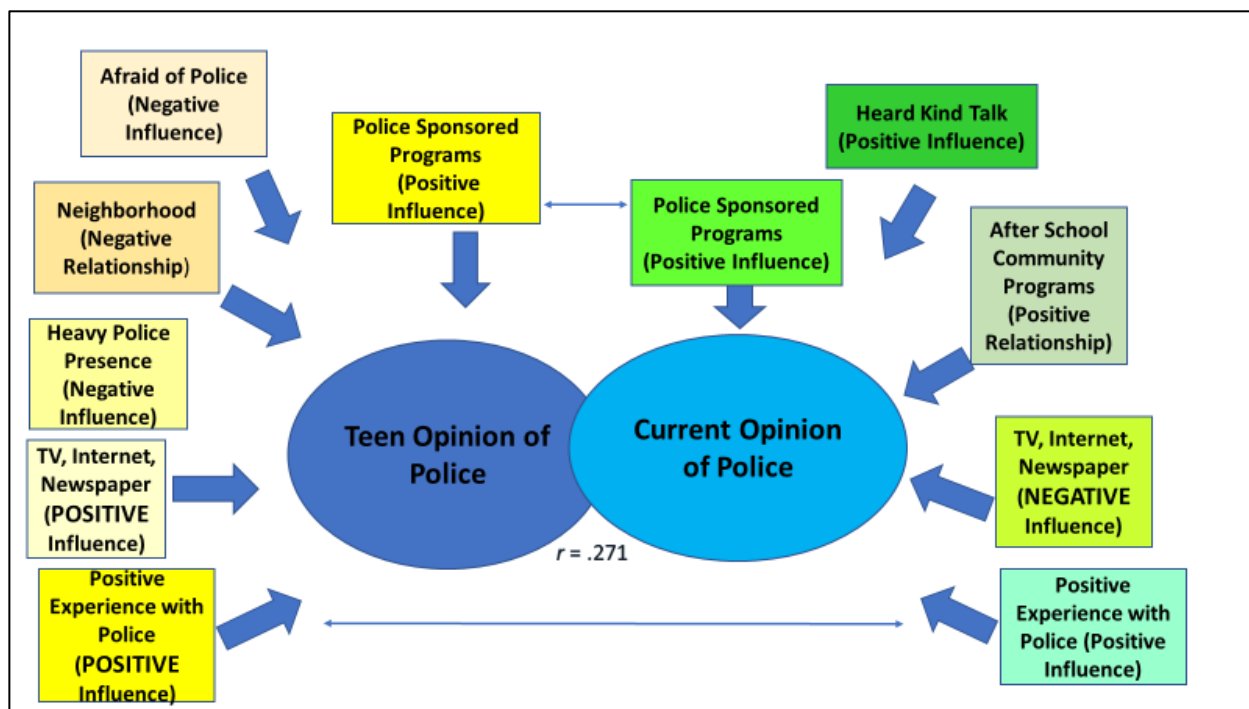 Afraid of Police
(Negative
Influence)
Police Sponsored
Programs
(Positive
Influence)
Heard Kind Talk
(Positive Influence)
Neighborhood
(Negative
Relationship)
Police Sponsored
Programs
(Positive Influence)
After School
Community
Programs
(Positive
Relationship)
Heavy Police
Presence
(Negative
Influence)
Teen Opinion of
Police
Current Opinion
of Police
TV, Internet,
Newspaper
(POSITIVE
Influence)
TV, Internet,
Newspaper
(NEGATIVE
Influence)
r = .271
Positive
Experience with
Police
(POSITIVE
Influence)
Positive
Experience with
Police (Positive
Influence)